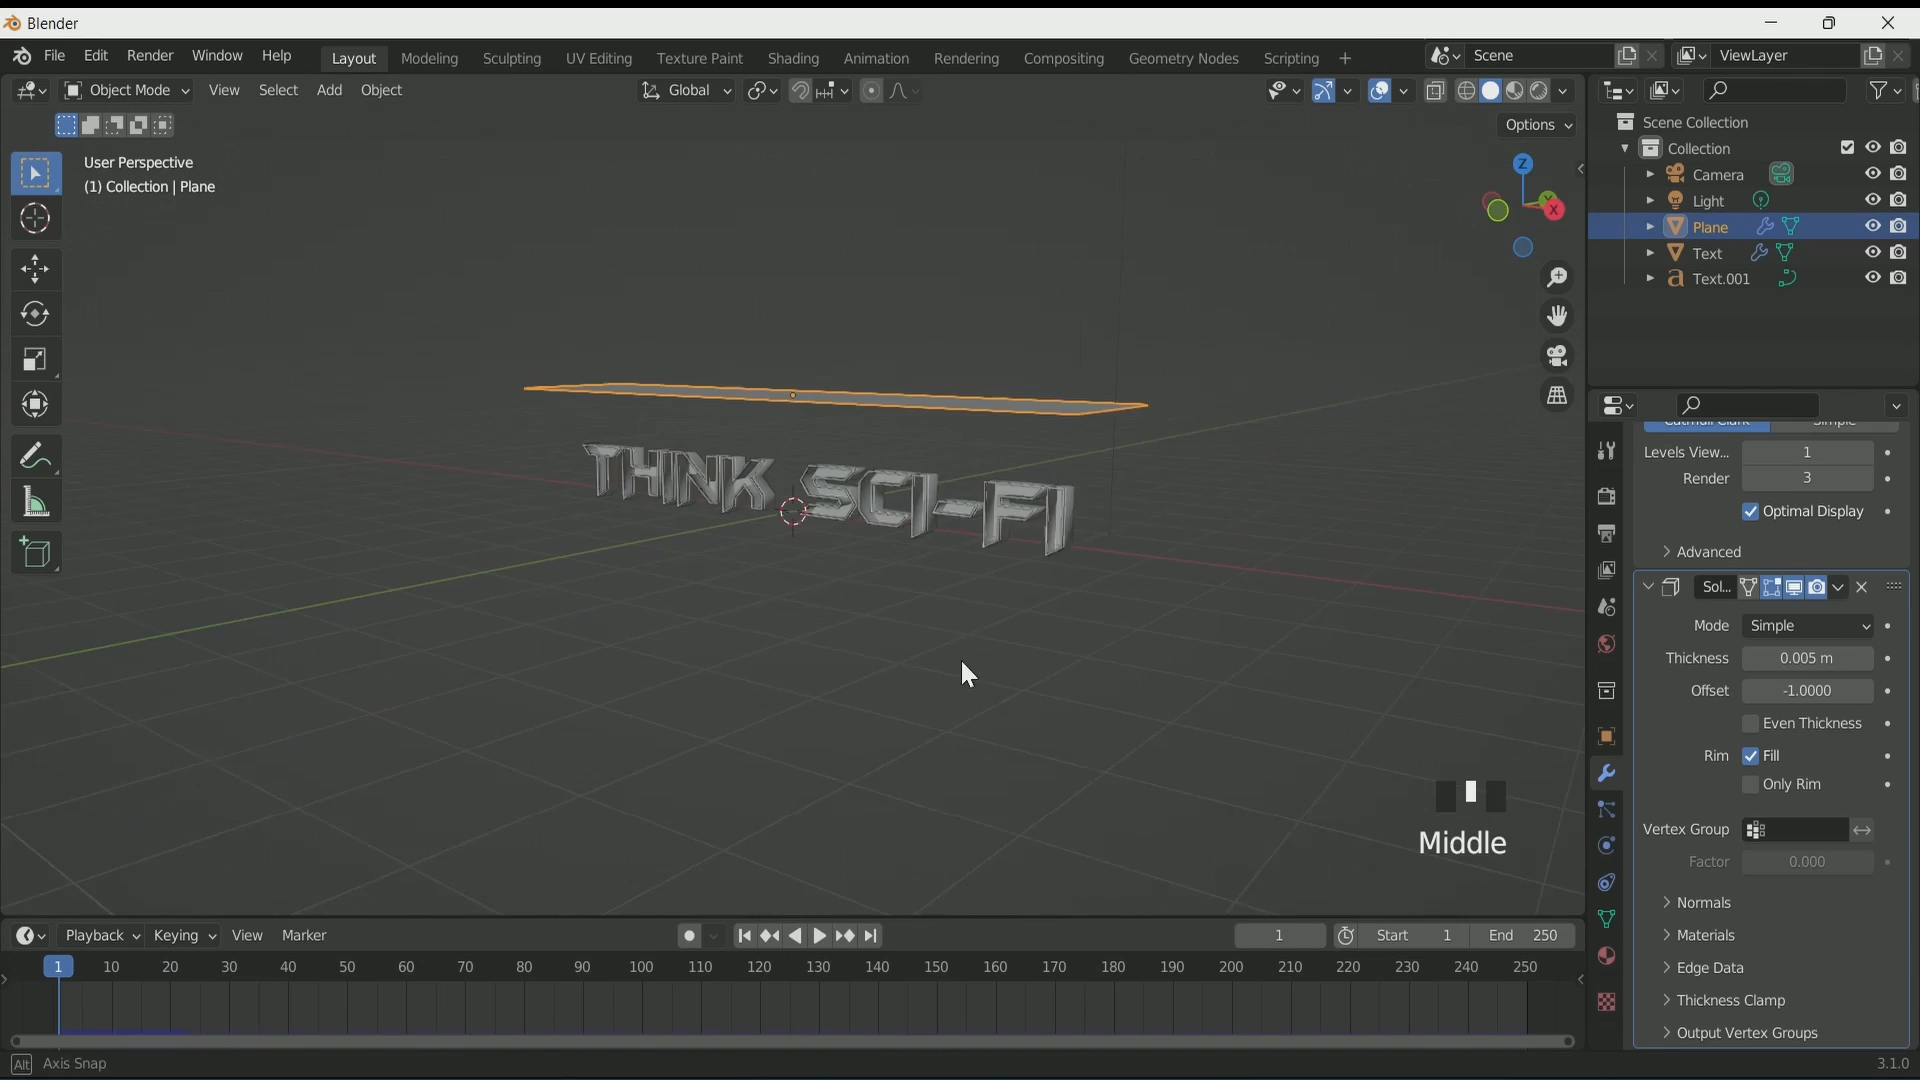 Blender
File Edit Render Window Help Layout Modeling Sculpting UV Editing Texture Paint Shading Animation Rendering Compositing Geometry Nodes Scripting + Scene ViewLayer
Object Mode View Select Add Object Global
Options
User Perspective
(1) Collection | Plane
Z
Y
X
THINK SCI-FI
Scene Collection
Collection
Camera
Light
Plane
Text
Text.001
Catmull Clark Simple
Levels View... 1
Render 3
Optimal Display
Advanced
Sol...
Mode Simple
Thickness 0.005 m
Offset -1.0000
Even Thickness
Rim Fill
Only Rim
Vertex Group
Factor 0.000
Normals
Materials
Edge Data
Thickness Clamp
Output Vertex Groups
Middle
Playback Keying View Marker 1 Start 1 End 250
1 10 20 30 40 50 60 70 80 90 100 110 120 130 140 150 160 170 180 190 200 210 220 230 240 250
Alt Axis Snap 3.1.0